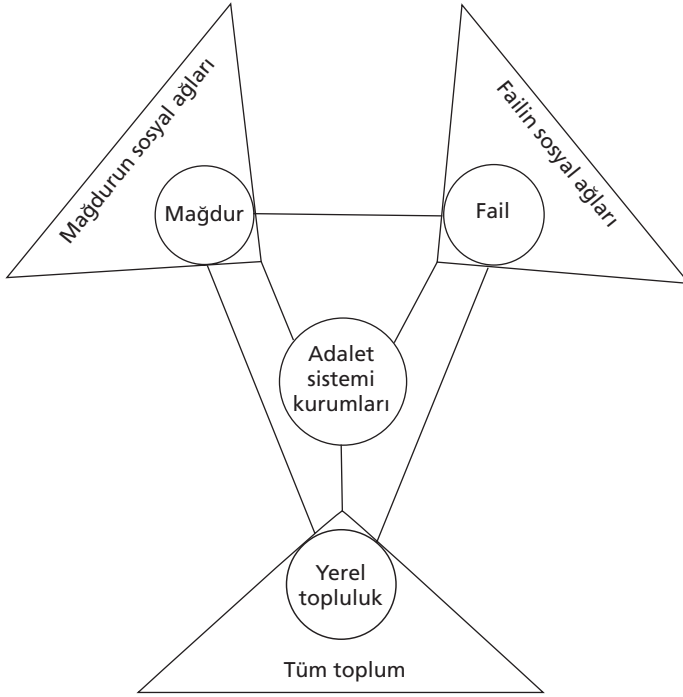 Mağdurun sosyal ağları
Failin sosyal ağları
Mağdur
Fail
Adalet
sistemi
kurumları
Yerel
topluluk
Tüm toplum